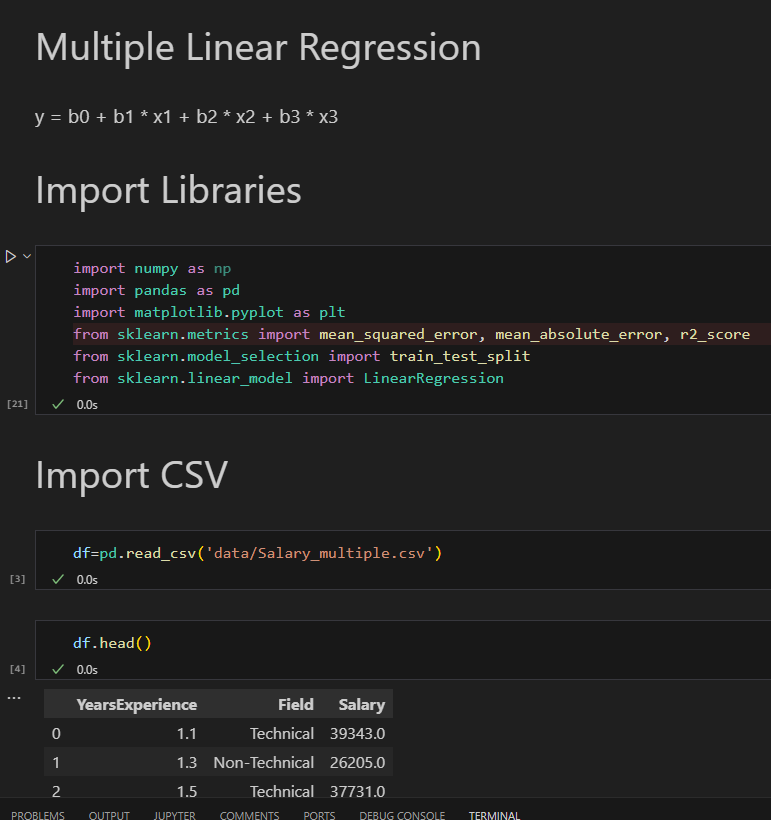 Multiple Linear Regression
y = b0 + b1 * x1 + b2 * x2 + b3 * x3
Import Libraries
import numpy as np
import pandas as pd
import matplotlib.pyplot as plt
from sklearn.metrics import mean_squared_error, mean_absolute_error, r2_score
from sklearn.model_selection import train_test_split
from sklearn.linear_model import LinearRegression
[21] 0.0s
Import CSV
df=pd.read_csv('data/Salary_multiple.csv')
[3] 0.0s
df.head()
[4] 0.0s
...
YearsExperience Field Salary
0 1.1 Technical 39343.0
1 1.3 Non-Technical 26205.0
2 1.5 Technical 37731.0
PROBLEMS OUTPUT JUPYTER COMMENTS PORTS DEBUG CONSOLE TERMINAL